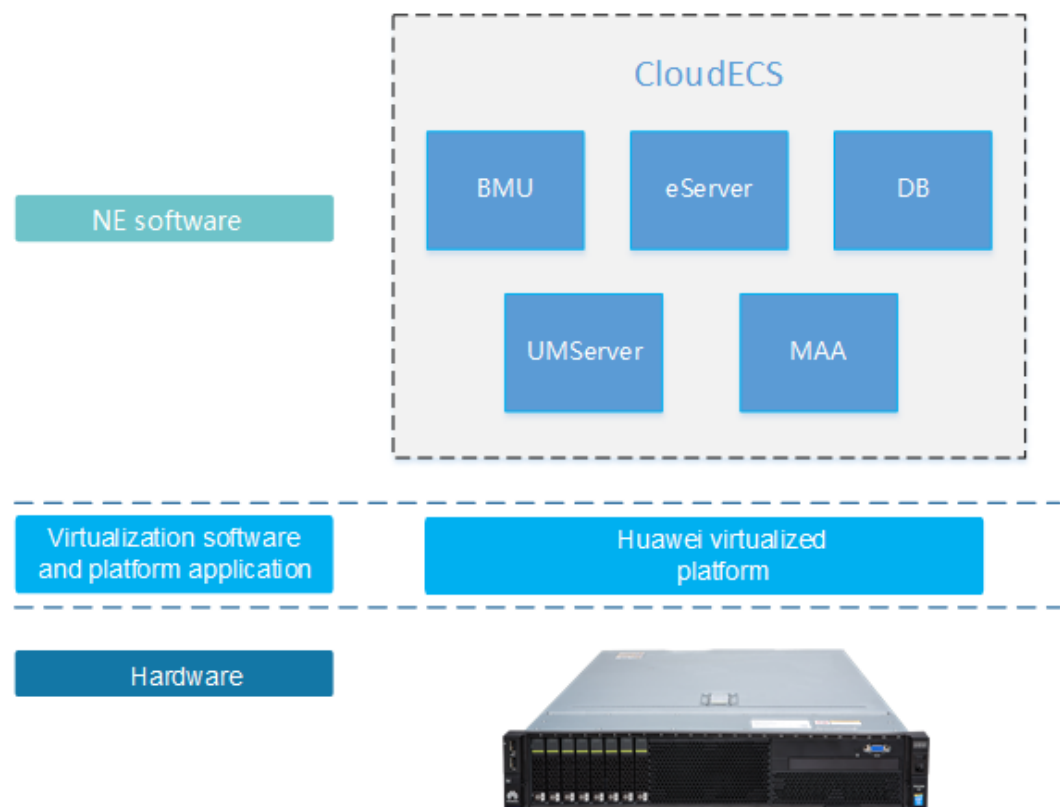 CloudECS
BMU
eServer
DB
NE software
UMServer
MAA
Virtualization software
and platform application
Huawei virtualized
platform
Hardware